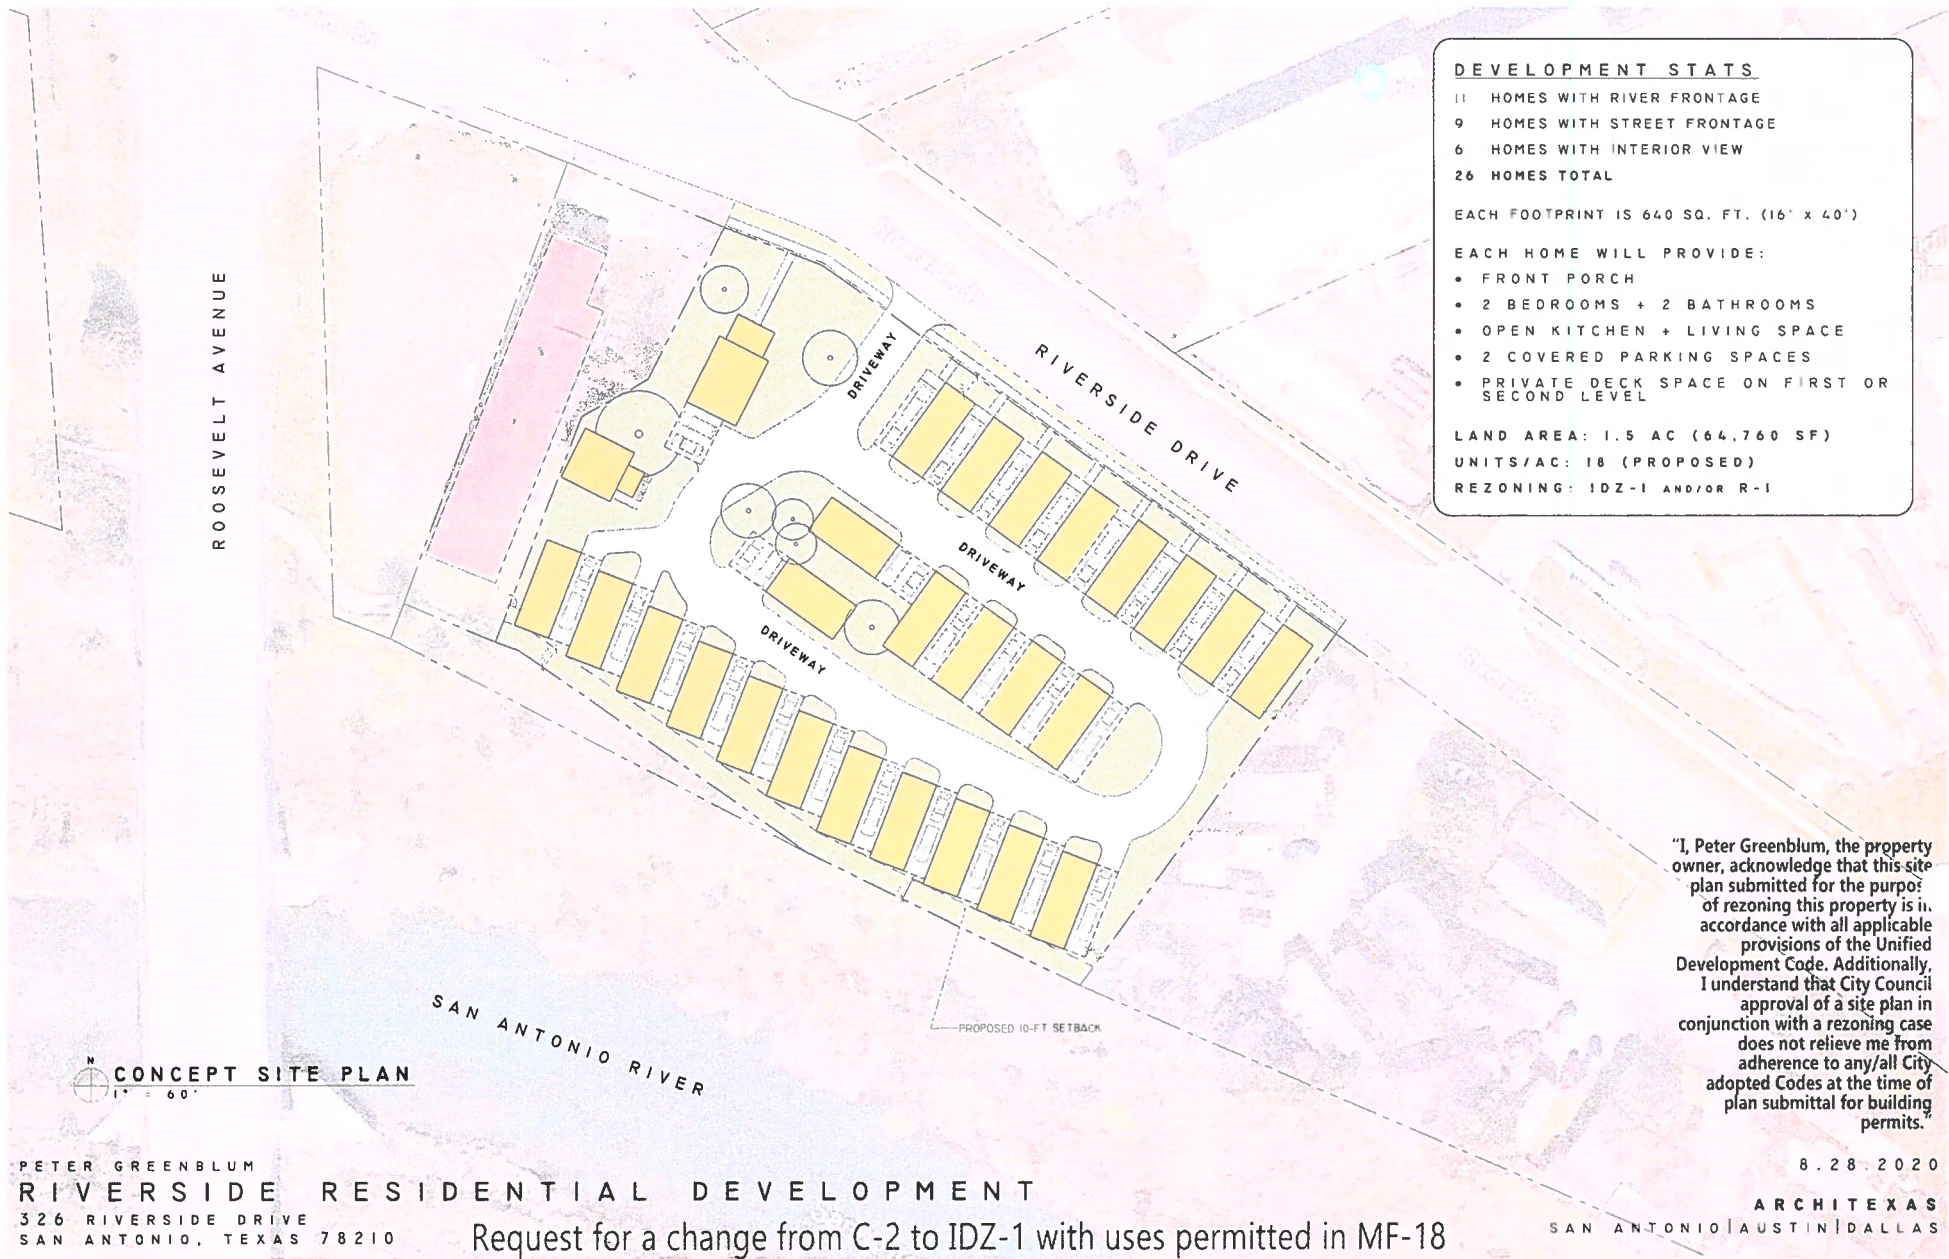 DEVELOPMENT STATS
11 HOMES WITH RIVER FRONTAGE
9 HOMES WITH STREET FRONTAGE
6 HOMES WITH INTERIOR VIEW
26 HOMES TOTAL
EACH FOOTPRINT IS 640 SQ. FT. (16' X 40')
EACH HOME WILL PROVIDE:
• FRONT PORCH
• 2 BEDROOMS + 2 BATHROOMS
• OPEN KITCHEN + LIVING SPACE
• 2 COVERED PARKING SPACES
• PRIVATE DECK SPACE ON FIRST OR
SECOND LEVEL
LAND AREA: 1.5 AC (64,760 SF)
UNITS/AC: 18 (PROPOSED)
REZONING: IDZ-1 AND/OR R-1
ROOSEVELT AVENUE
RIVERSIDE DRIVE
DRIVEWAY
DRIVEWAY
DRIVEWAY
PROPOSED 10-FT SETBACK
SAN ANTONIO RIVER
"I, Peter Greenblum, the property
owner, acknowledge that this site
plan submitted for the
of rezoning this property is
accordance with all applicable
provisions of the Unified
Development Code. Additionally,
I understand that City Council
approval of a site plan in
conjunction with a rezoning case
does not relieve me from
adherence to any/all City
adopted Codes at the time of
plan submittal for building
permits."
N
CONCEPT SITE PLAN
1" = 60'
PETER GREENBLUM
RIVERSIDE RESIDENTIAL DEVELOPMENT
326 RIVERSIDE DRIVE
SAN ANTONIO, TEXAS 78210
Request for a change from C-2 to IDZ-1 with uses permitted in MF-18
8.28.2020
ARCHITEXAS
SAN ANTONIO|AUSTIN|DALLAS